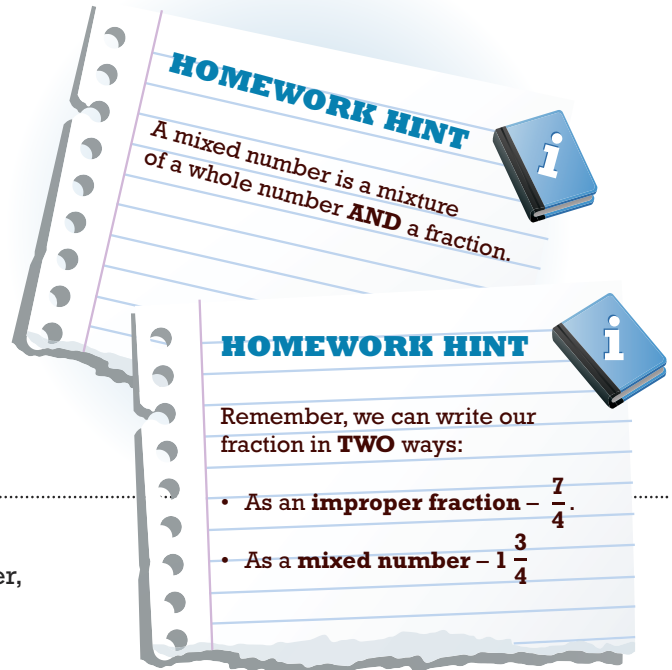 HOMEWORK HINT
A mixed number is a mixture
of a whole number AND a fraction.
HOMEWORK HINT
Remember, we can write our
fraction in TWO ways:
• As an improper fraction – 7/4.
• As a mixed number – 1 3/4
er,
i
i